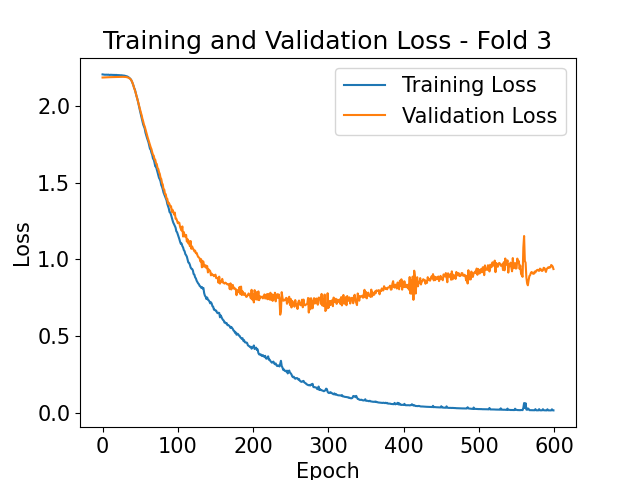 Training and Validation Loss - Fold 3
Training Loss
Validation Loss
Loss
2.0
1.5
1.0
0.5
0.0
0 100 200 300 400 500 600
Epoch